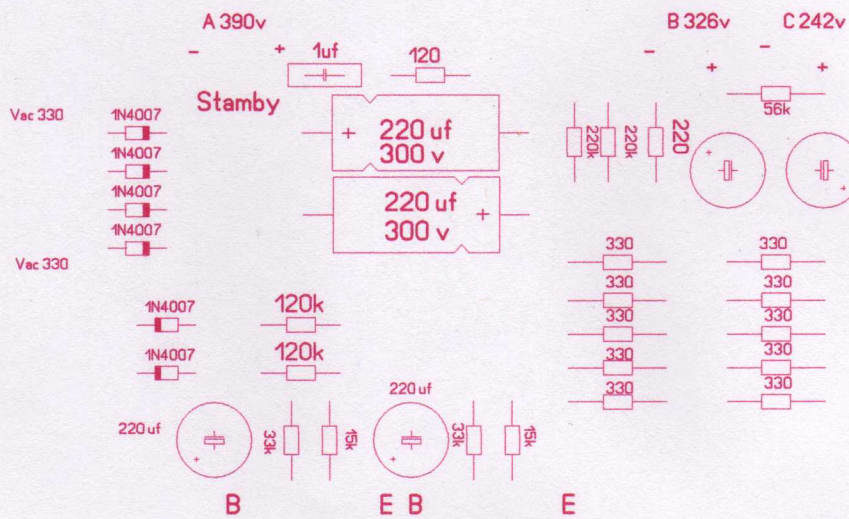 A 390v
B 326v
C 242v
- +
1uf
120
-
-
+
+
Stamby
56k
Vac 330
1N4007
+ 220 uf
300 v
220k
220k
220
1N4007
+
+
1N4007
220 uf +
300 v
1N4007
Vac 330
330
330
330
330
330
330
330
330
330
330
1N4007
120k
1N4007
120k
220 uf
220 uf
33k
15k
33k
15k
+
+
B
E B
E